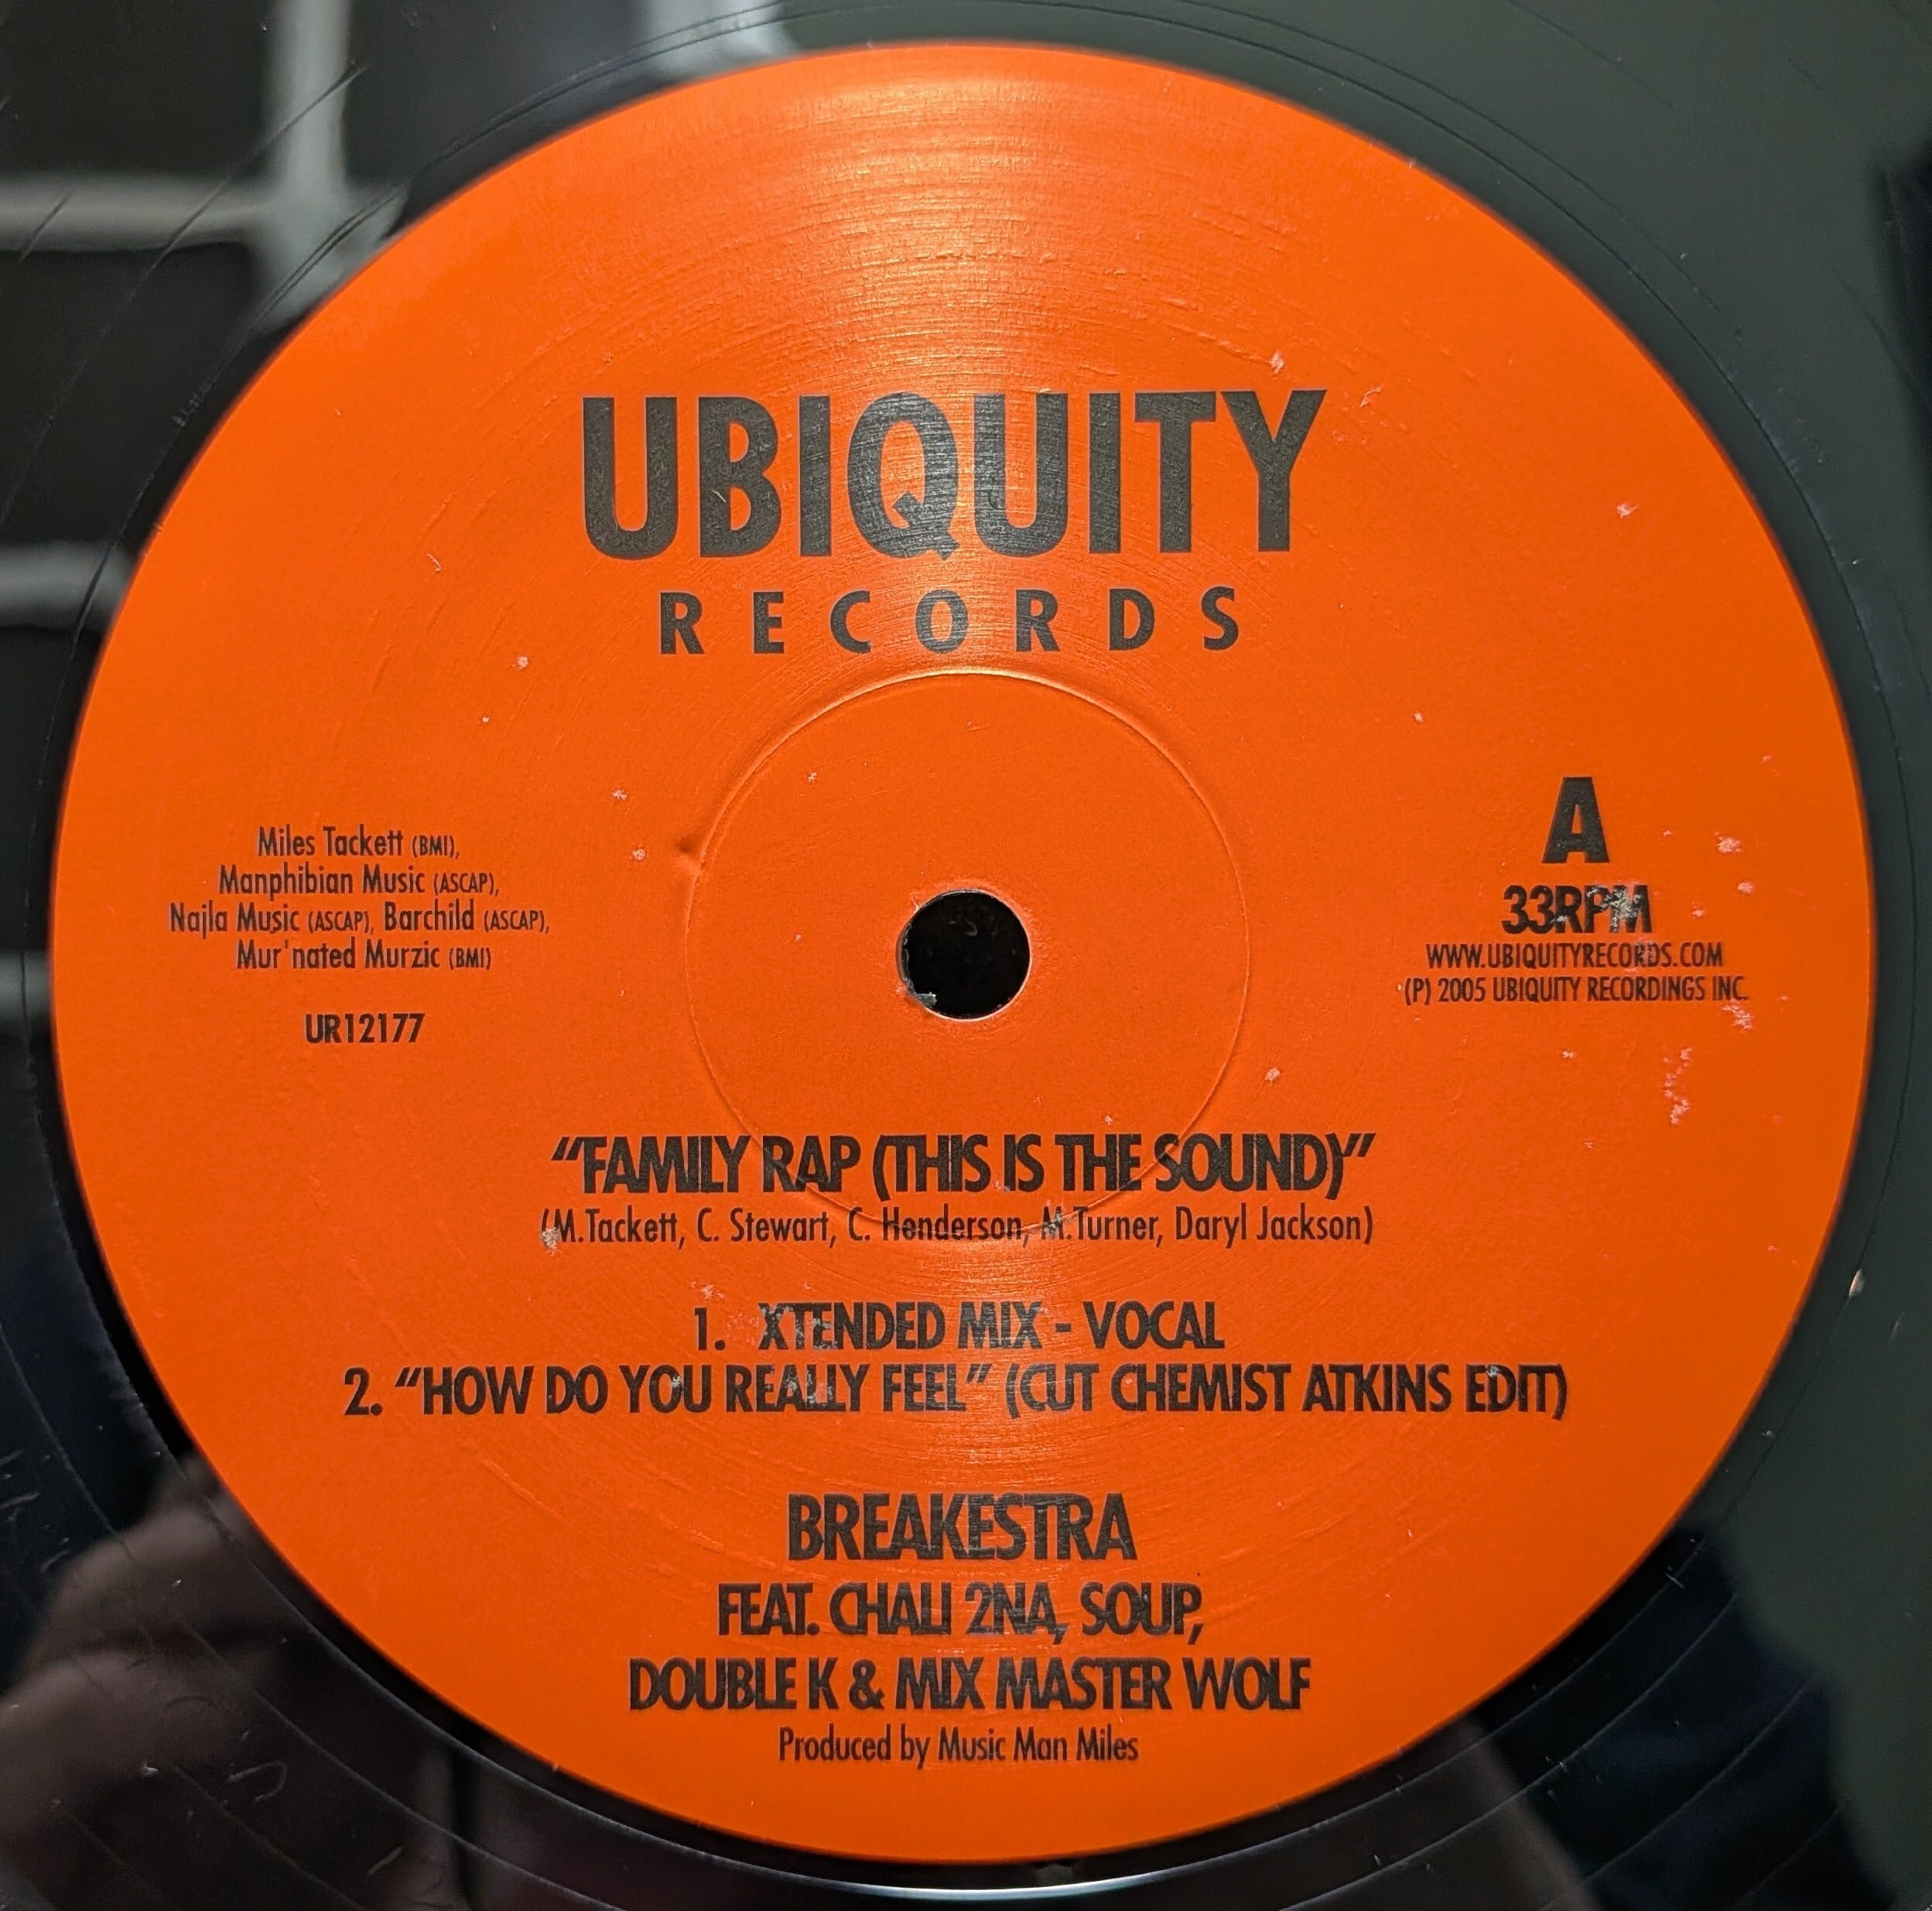 UBIQUITY
RECORDS
Miles Tackett (BMI),
Manphibian Music (ASCAP),
Najla Music (ASCAP), Barchild (ASCAP),
Mur'nated Murzic (BMI)
UR12177
A
33RPM
WWW.UBIQUITYRECORDS.COM
(P) 2005 UBIQUITY RECORDINGS INC.
“FAMILY RAP (THIS IS THE SOUND)”
(M.Tackett, C. Stewart, C. Henderson, M.Turner, Daryl Jackson)
1. XTENDED MIX - VOCAL
2. “HOW DO YOU REALLY FEEL” (CUT CHEMIST ATKINS EDIT)
BREAKESTRA
FEAT. CHALI 2NA, SOUP,
DOUBLE K & MIX MASTER WOLF
Produced by Music Man Miles